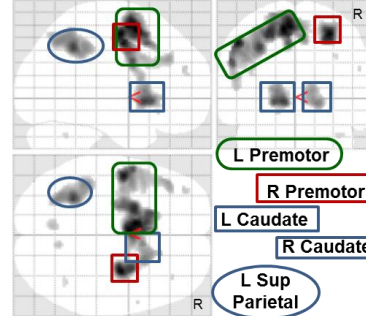 R
L Premotor
R Premotor
L Caudate
R Caudate
L Sup
Parietal
R